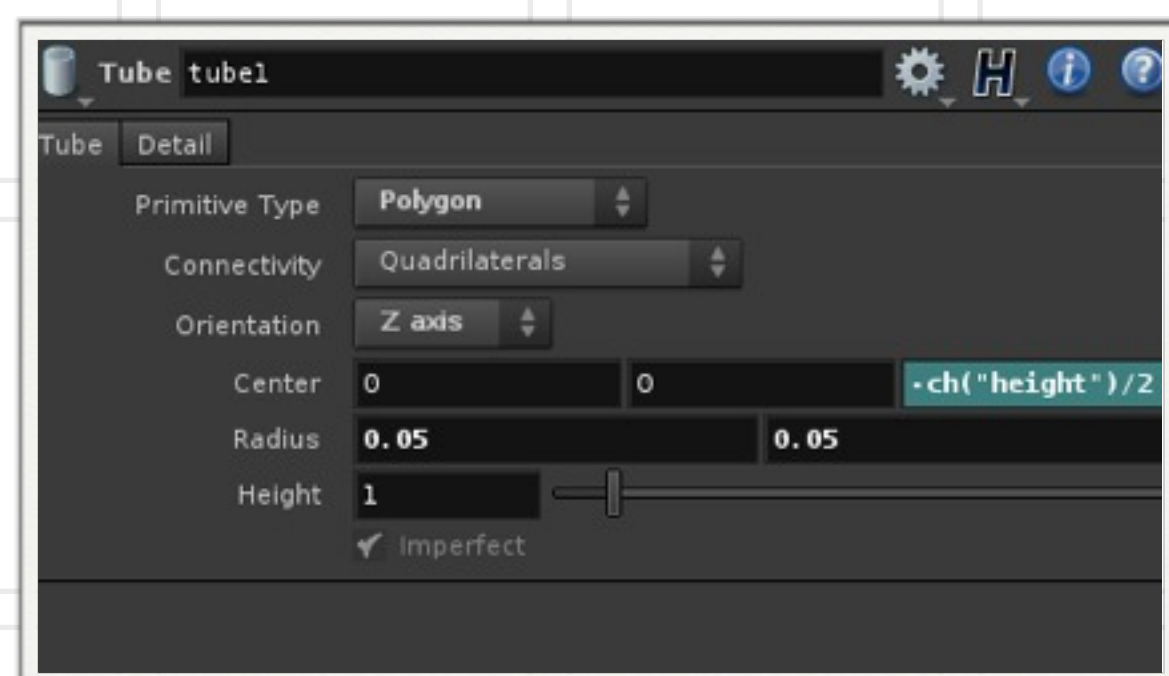 Tube tube1
Tube Detail
Primitive Type Polygon
Connectivity Quadrilaterals
Orientation Z axis
Center 0 0 -ch("height")/2
Radius 0.05 0.05
Height 1
Imperfect